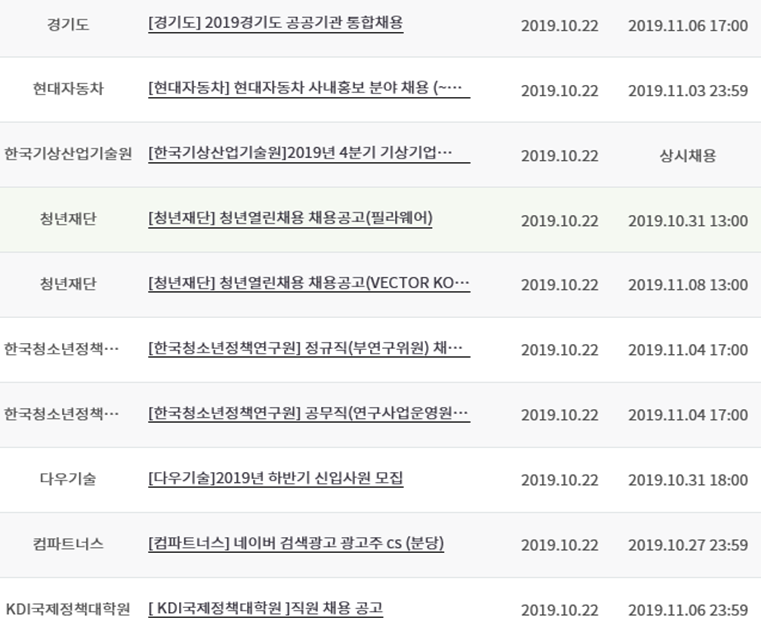 경기도 [경기도] 2019경기도 공공기관 통합채용 2019.10.22 2019.11.06 17:00
현대자동차 [현대자동차] 현대자동차 사내홍보 분야 채용 (~··· 2019.10.22 2019.11.03 23:59
한국기상산업기술원 [한국기상산업기술원]2019년 4분기 기상기업··· 2019.10.22 상시채용
청년재단 [청년재단] 청년열린채용 채용공고(필라웨어) 2019.10.22 2019.10.31 13:00
청년재단 [청년재단] 청년열린채용 채용공고(VECTOR KO··· 2019.10.22 2019.11.08 13:00
한국청소년정책··· [한국청소년정책연구원] 정규직(부연구위원) 채··· 2019.10.22 2019.11.04 17:00
한국청소년정책··· [한국청소년정책연구원] 공무직(연구사업운영원··· 2019.10.22 2019.11.04 17:00
다우기술 [다우기술]2019년 하반기 신입사원 모집 2019.10.22 2019.10.31 18:00
컴파트너스 [컴파트너스] 네이버 검색광고 광고주 cs (분당) 2019.10.22 2019.10.27 23:59
KDI국제정책대학원 [ KDI국제정책대학원 ]직원 채용 공고 2019.10.22 2019.11.06 23:59